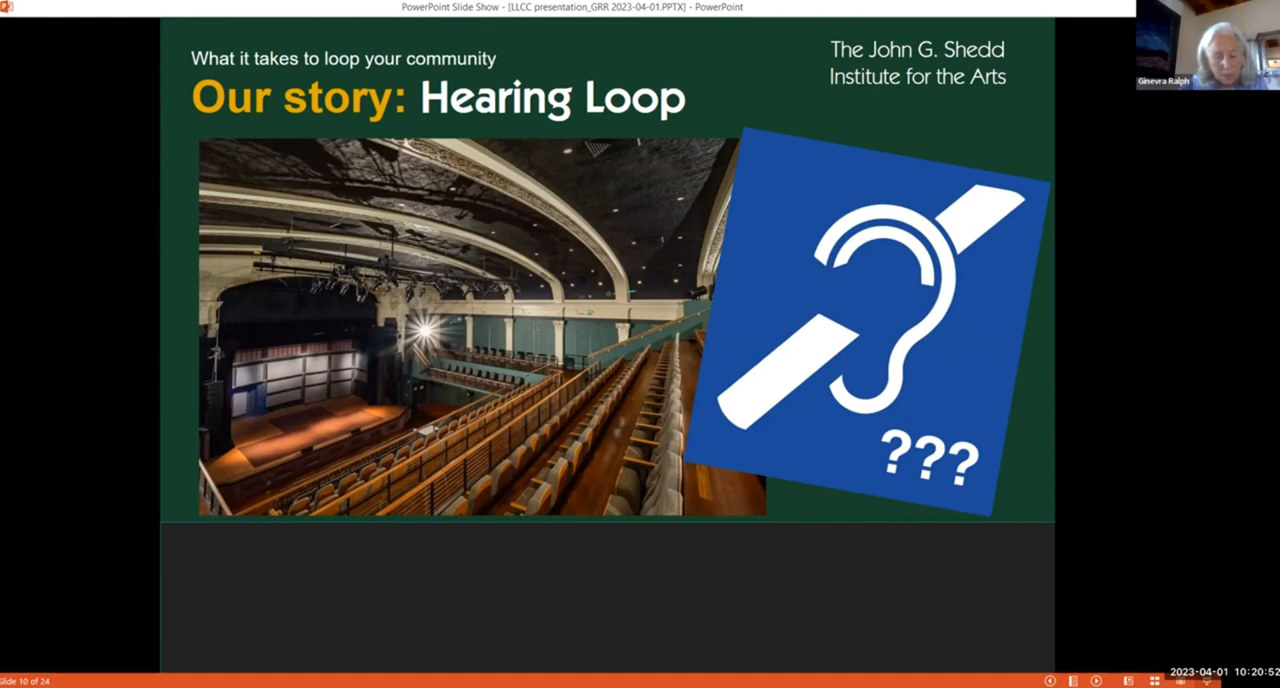 PowerPoint Slide Show - [LLCC presentation_GRR 2023-04-01.PPTX] - PowerPoint
What it takes to loop your community
Our story: Hearing Loop
The John G. Shedd
Institute for the Arts
Ginevra Ralph
???
2023-04-01 10:20:52
Slide 10 of 24